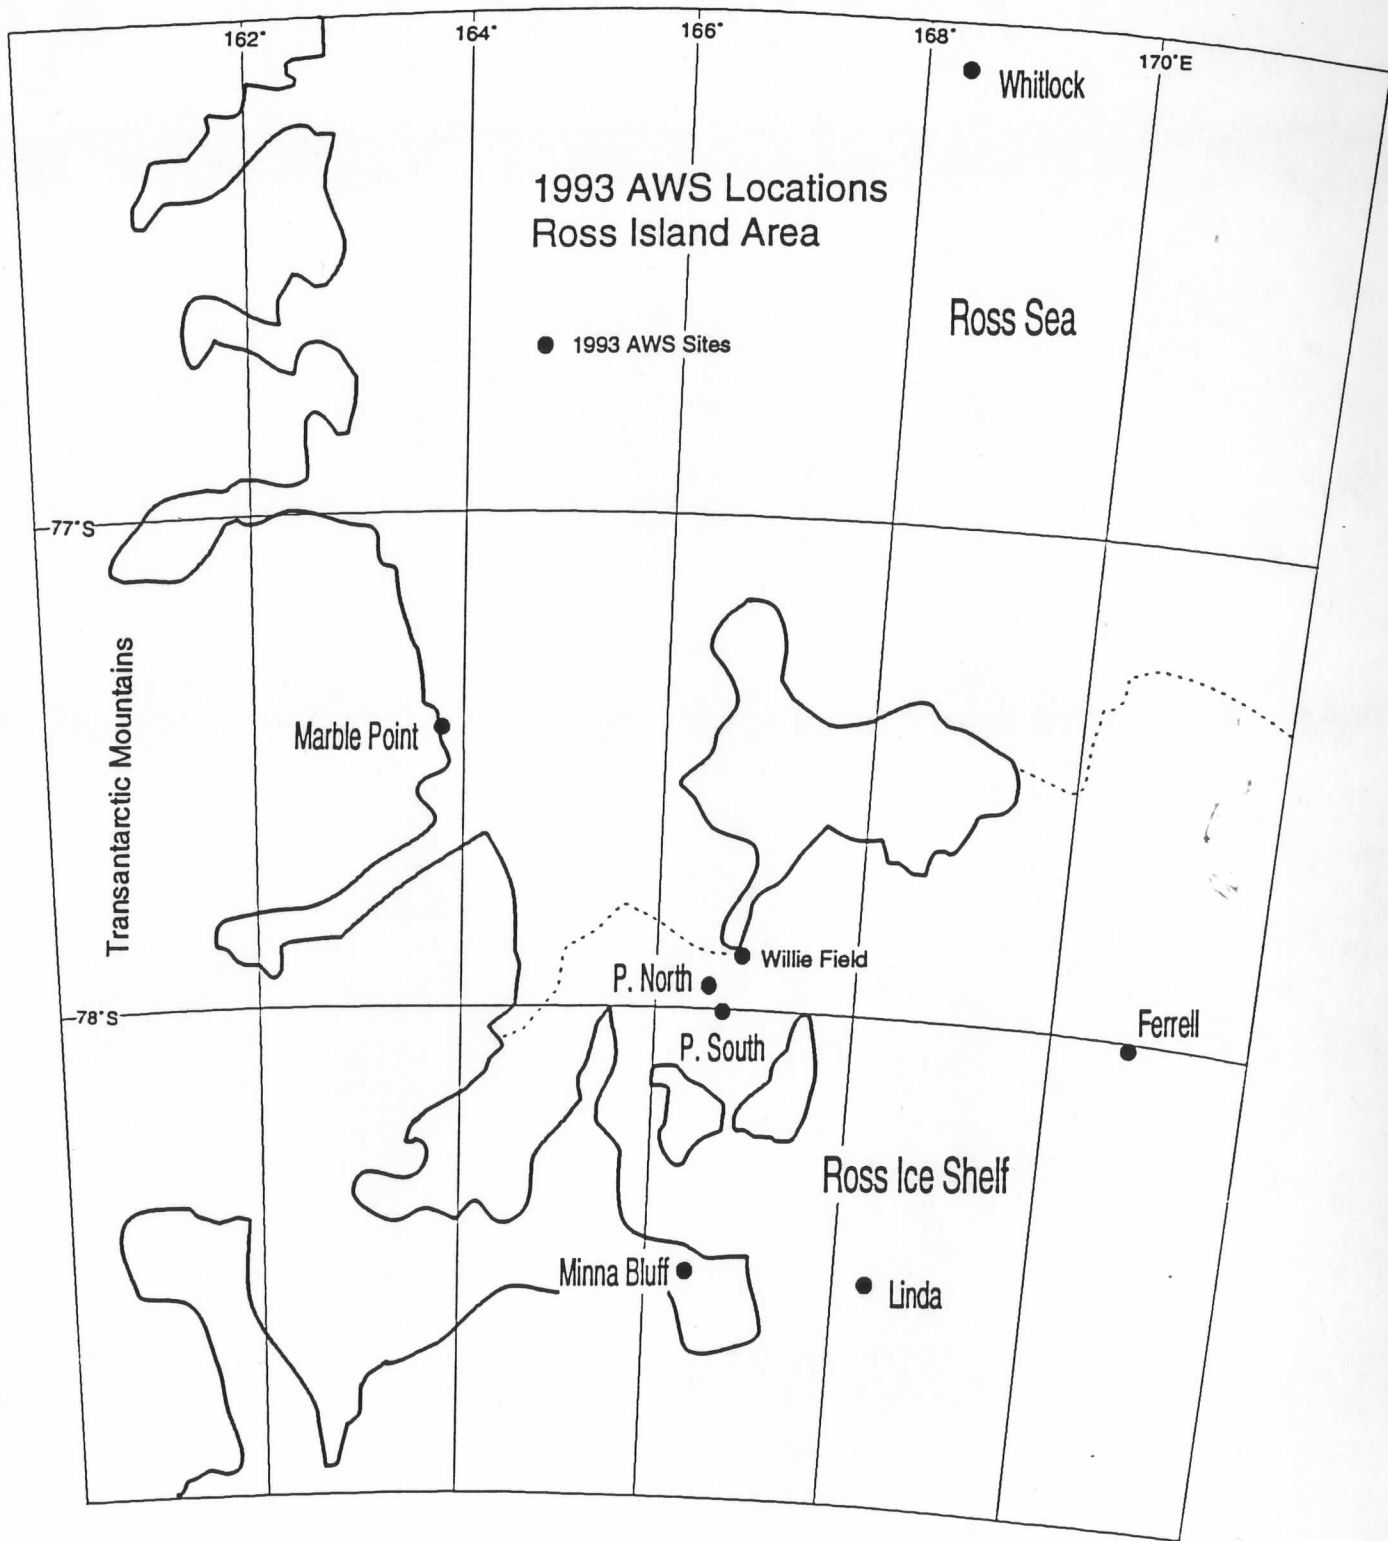 162°
164°
166°
168°
170°E
Whitlock
1993 AWS Locations
Ross Island Area
Ross Sea
1993 AWS Sites
77°S
Transantarctic Mountains
Marble Point
Willie Field
P. North
78°S
P. South
Ferrell
Ross Ice Shelf
Minna Bluff
Linda